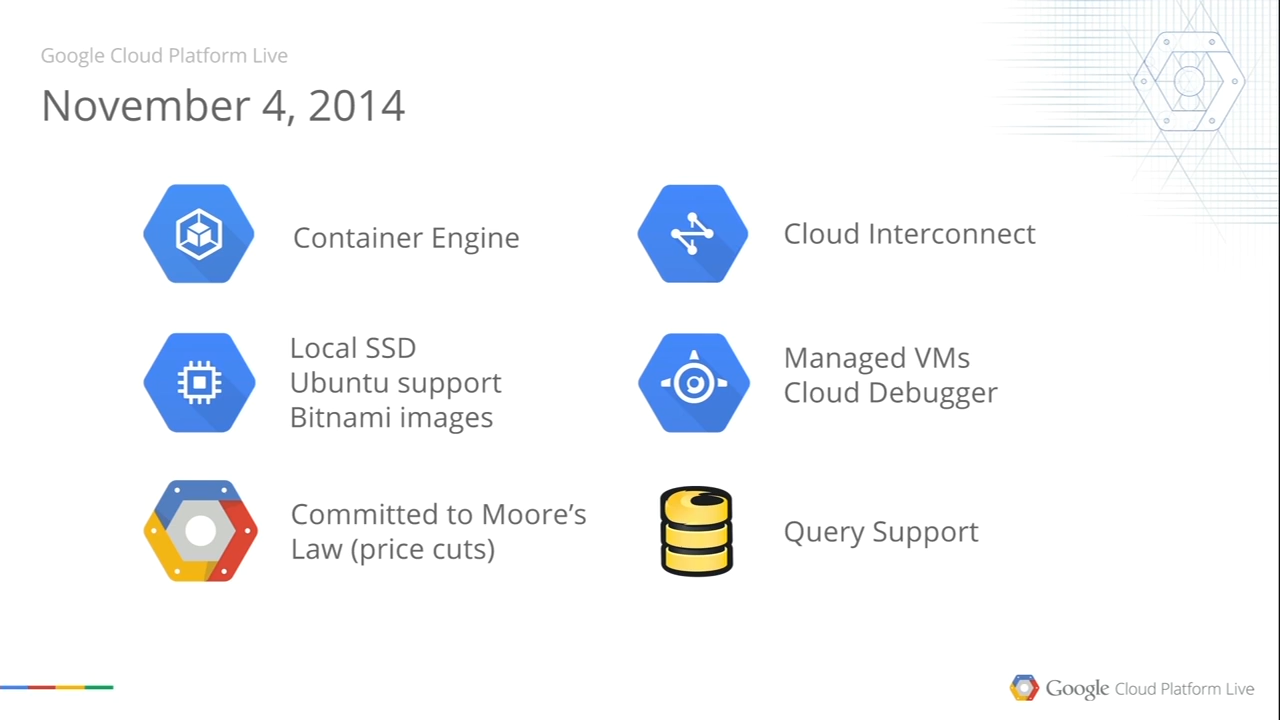 Google Cloud Platform Live
November 4, 2014
Container Engine
Cloud Interconnect
Local SSD
Ubuntu support
Bitnami images
Managed VMs
Cloud Debugger
Committed to Moore's
Law (price cuts)
Query Support
Google Cloud Platform Live